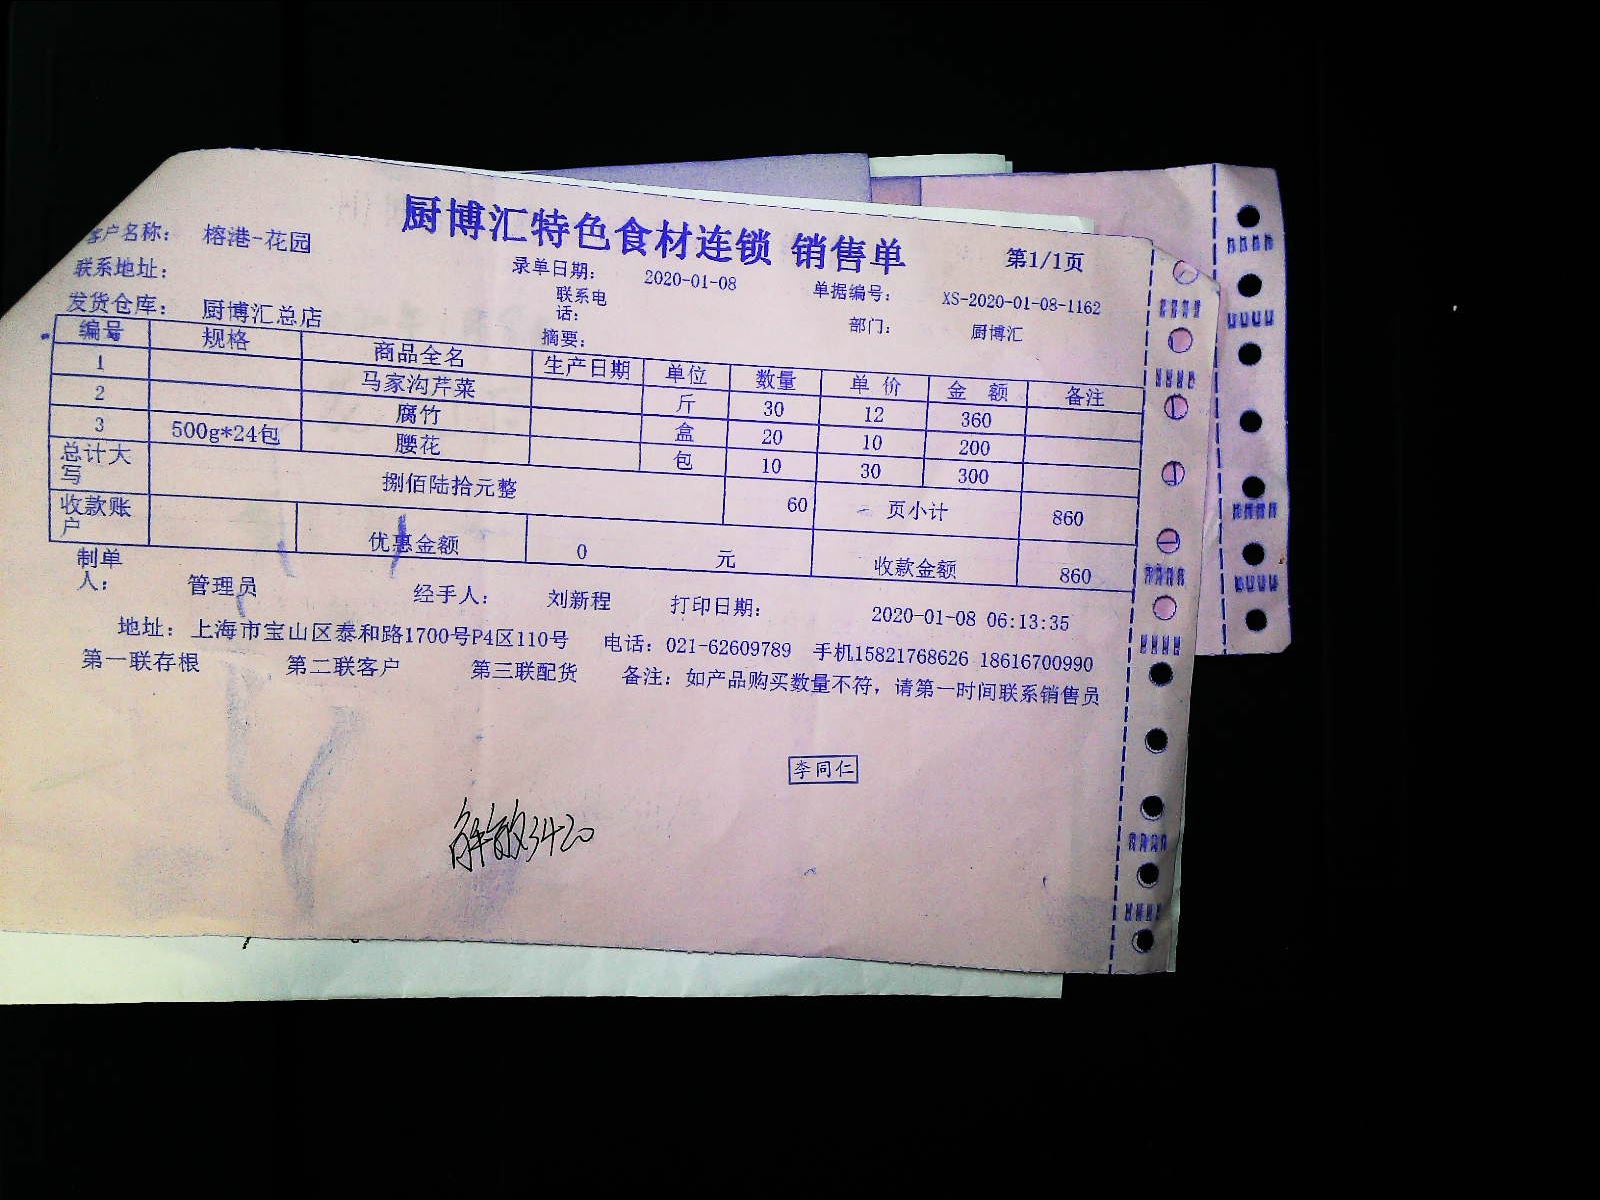 厨博汇特色食材连锁 销售单
第1/1页
客户名称： 榕港-花园
录单日期： 2020-01-08
单据编号： XS-2020-01-08-1162
联系地址：
联系电话：
部门： 厨博汇
发货仓库： 厨博汇总店
摘要：
编号 规格 商品全名 生产日期 单位 数量 单价 金额 备注
1 马家沟芹菜 斤 30 12 360
2 腐竹 盒 20 10 200
3 500g*24包 腰花 包 10 30 300
总计大写 捌佰陆拾元整 60 页小计 860
收款账户 优惠金额 0 元 收款金额 860
制单人： 管理员 经手人： 刘新程 打印日期： 2020-01-08 06:13:35
地址：上海市宝山区泰和路1700号P4区110号 电话：021-62609789 手机15821768626 18616700990
第一联存根 第二联客户 第三联配货 备注：如产品购买数量不符，请第一时间联系销售员
李同仁
3420